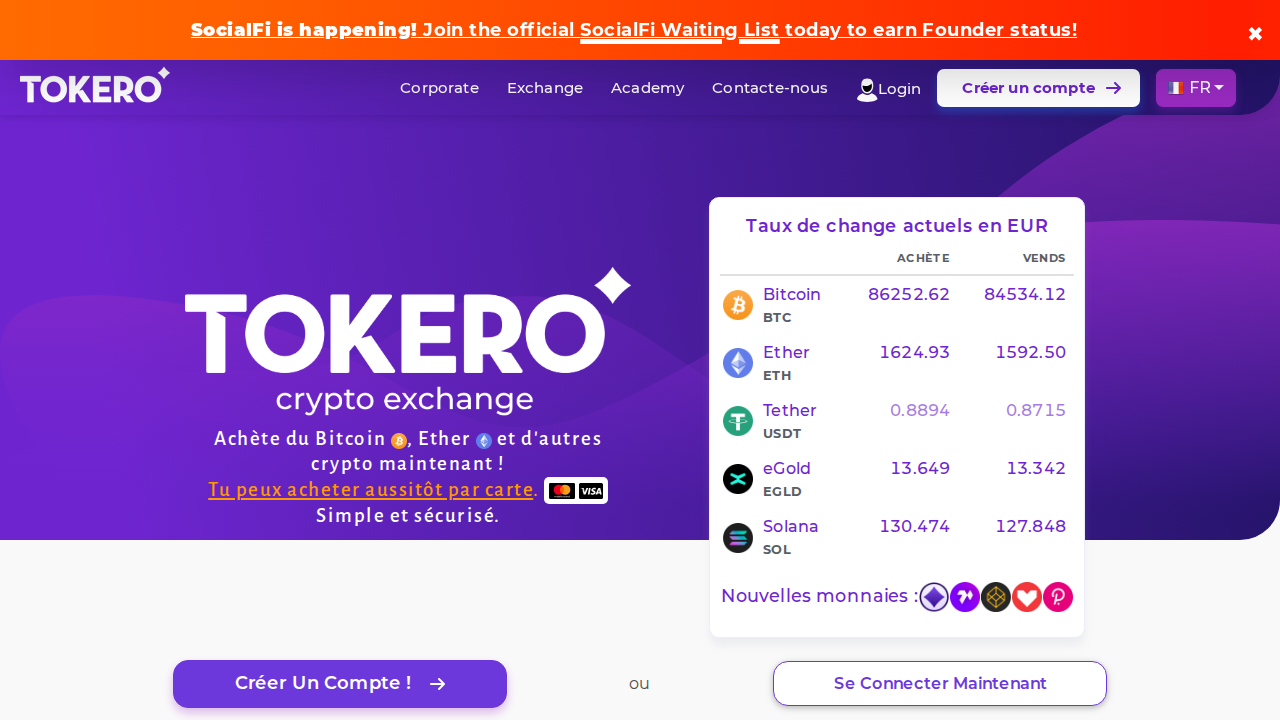 SocialFi is happening! Join the official SocialFi Waiting List today to earn Founder status!
✖
TOKERO
Corporate
Exchange
Academy
Contacte-nous
Login
Créer un compte
FR
TOKERO
crypto exchange
Achète du Bitcoin, Ether et d'autres
crypto maintenant !
Tu peux acheter aussitôt par carte.
VISA
Simple et sécurisé.
Taux de change actuels en EUR
ACHÈTE VENDS
Bitcoin 86252.62 84534.12
BTC
Ether 1624.93 1592.50
ETH
Tether 0.8894 0.8715
USDT
eGold 13.649 13.342
EGLD
Solana 130.474 127.848
SOL
Nouvelles monnaies :
Créer Un Compte !
ou
Se Connecter Maintenant